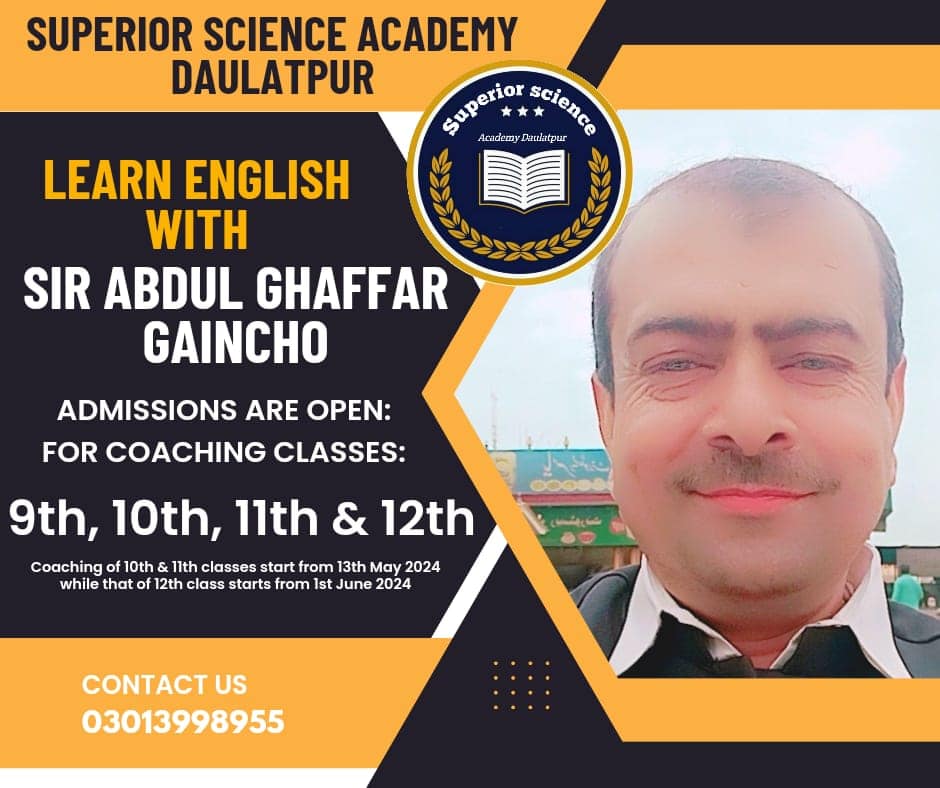 SUPERIOR SCIENCE ACADEMY
DAULATPUR
Superior science
Academy Daulatpur
LEARN ENGLISH
WITH
SIR ABDUL GHAFFAR
GAINCHO
ADMISSIONS ARE OPEN:
FOR COACHING CLASSES:
9th, 10th, 11th & 12th
Coaching of 10th & 11th classes start from 13th May 2024
while that of 12th class starts from 1st June 2024
CONTACT US
03013998955